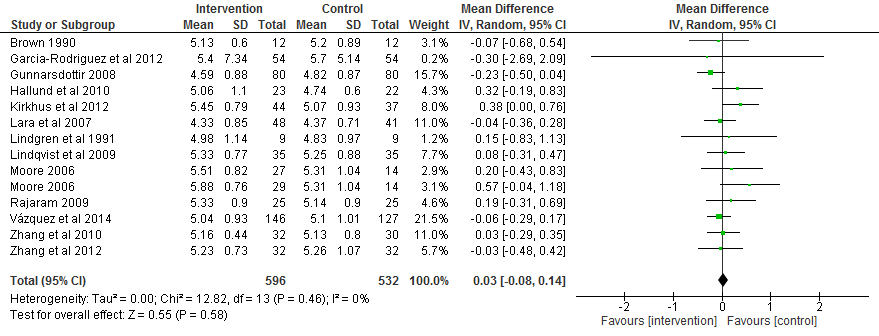 Intervention Control Mean Difference Mean Difference
Study or Subgroup Mean SD Total Mean SD Total Weight IV, Random, 95% CI IV, Random, 95% CI
Brown 1990 5.13 0.6 12 5.2 0.89 12 3.1% -0.07 [-0.68, 0.54]
Garcia-Rodriguez et al 2012 5.4 7.34 54 5.7 5.14 54 0.2% -0.30 [-2.69, 2.09]
Gunnarsdottir 2008 4.59 0.88 80 4.82 0.87 80 15.7% -0.23 [-0.50, 0.04]
Hallund et al 2010 5.06 1.1 23 4.74 0.6 22 4.5% 0.32 [-0.19, 0.83]
Kirkhus et al 2012 5.45 0.79 44 5.07 0.93 37 8.0% 0.38 [0.00, 0.76]
Lara et al 2007 4.33 0.85 48 4.37 0.71 41 11.0% -0.04 [-0.36, 0.28]
Lindgren et al 1991 4.98 1.14 9 4.83 0.97 9 1.2% 0.15 [-0.83, 1.13]
Lindqvist et al 2009 5.33 0.77 35 5.25 0.88 35 7.6% 0.08 [-0.31, 0.47]
Moore 2006 5.51 0.82 27 5.31 1.04 14 2.9% 0.20 [-0.43, 0.83]
Moore 2006 5.88 0.76 29 5.31 1.04 14 3.1% 0.57 [-0.04, 1.18]
Rajaram 2009 5.33 0.9 25 5.14 0.9 25 4.6% 0.19 [-0.31, 0.69]
Vázquez et al 2014 5.04 0.93 146 5.1 1.01 127 21.5% -0.06 [-0.29, 0.17]
Zhang et al 2010 5.16 0.44 32 5.13 0.8 30 11.0% 0.03 [-0.29, 0.35]
Zhang et al 2012 5.23 0.73 32 5.26 1.07 32 5.7% -0.03 [-0.48, 0.42]
Total (95% CI) 596 532 100.0% 0.03 [-0.08, 0.14]
Heterogeneity: Tau² = 0.00; Chi² = 12.82, df = 13 (P = 0.46); I² = 0%
Test for overall effect: Z = 0.55 (P = 0.58)
-2 -1 0 1 2
Favours [intervention] Favours [control]